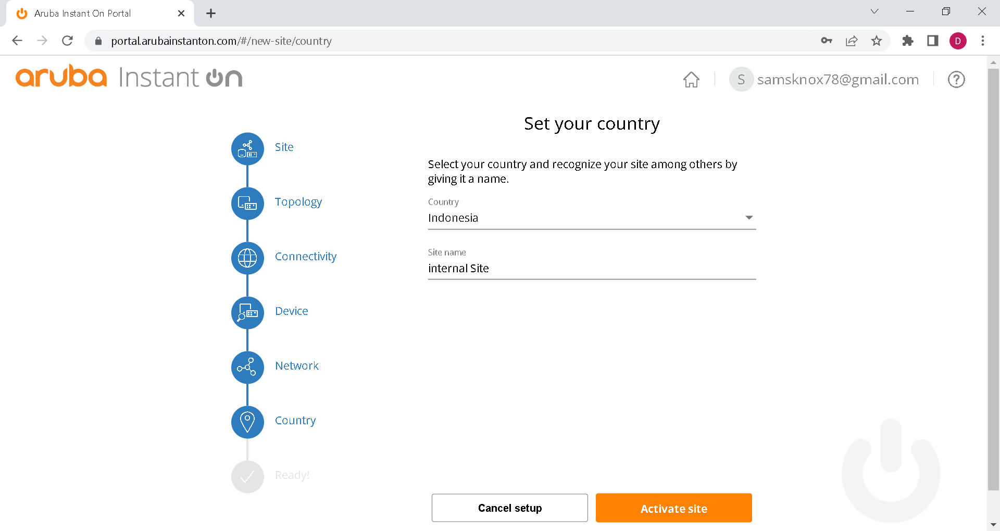 Aruba Instant On Portal
portal.arubainstanton.com/#/new-site/country
D
aruba Instant On
S samsknox78@gmail.com
?
Set your country
Site
Select your country and recognize your site among others by
giving it a name.
Topology
Country
Indonesia
Connectivity
Site name
internal Site
Device
Network
Country
Ready!
Cancel setup
Activate site